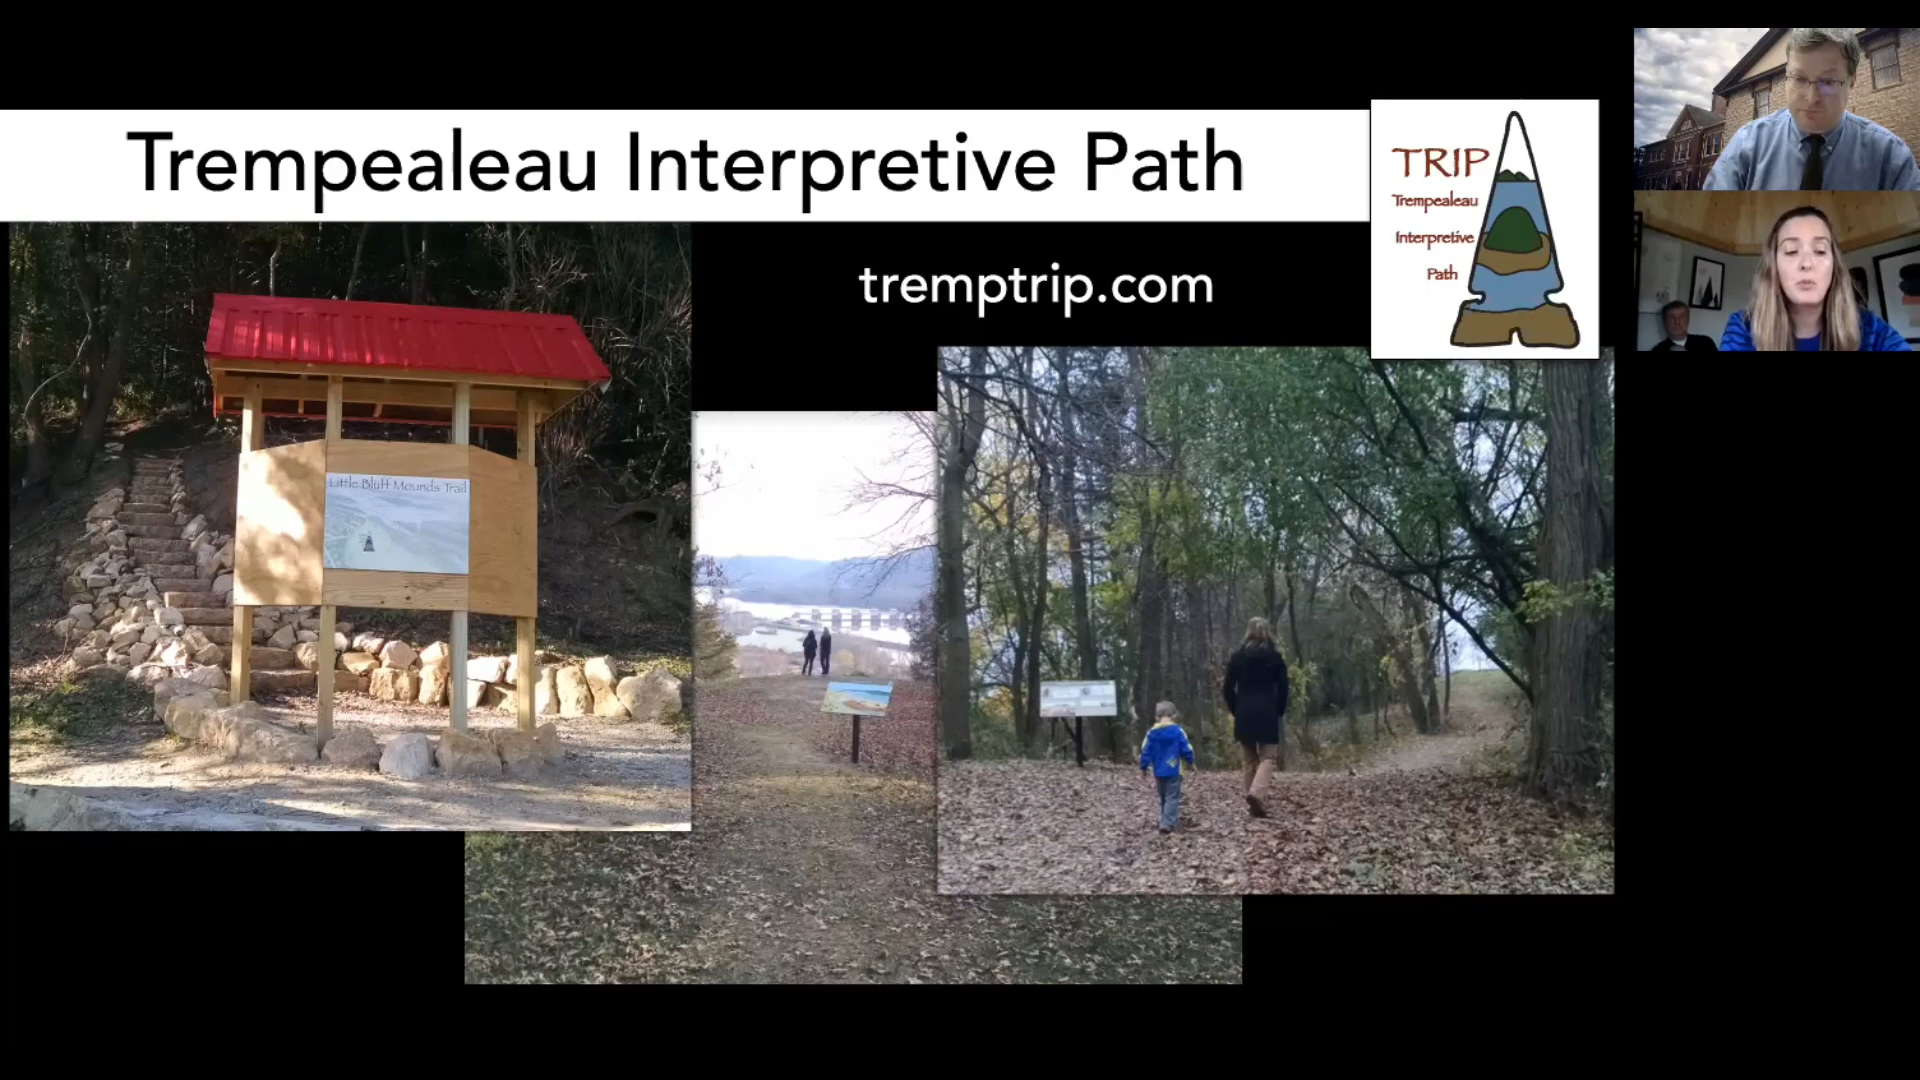 Trempealeau Interpretive Path
tremptrip.com
TRIP
Trempealeau
Interpretive
Path
Little Bluff Mounds Trail